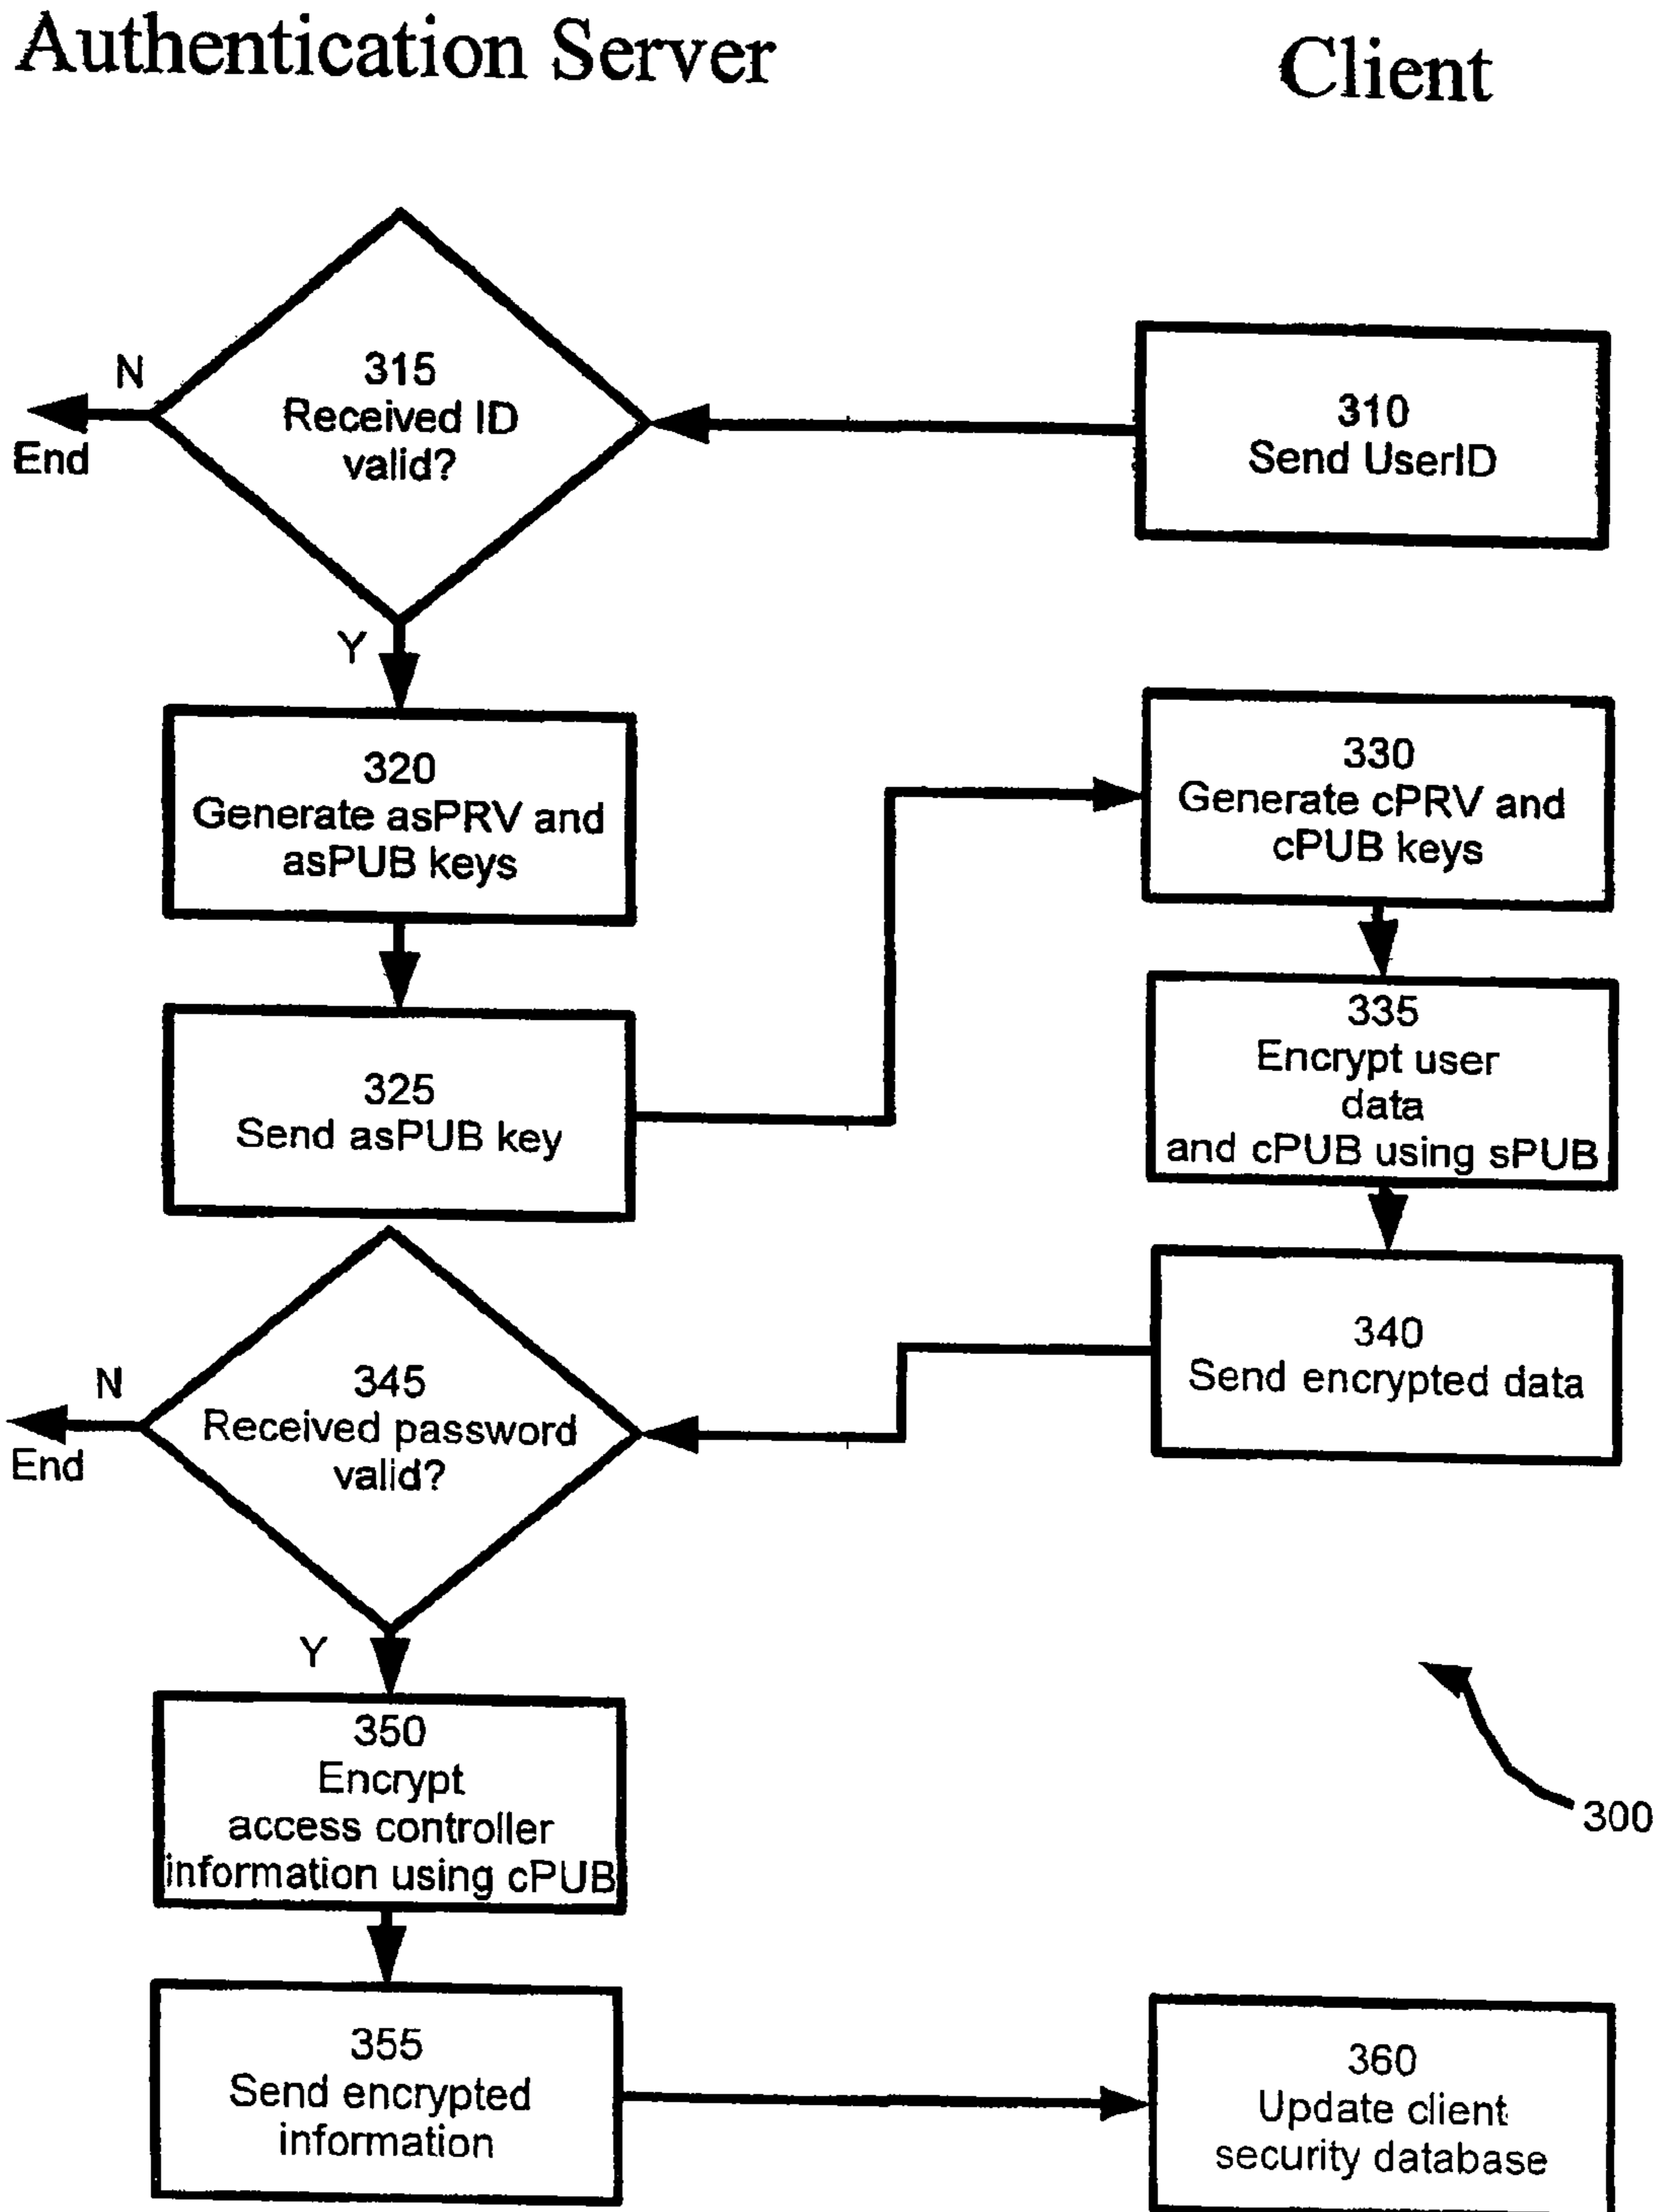 Authentication Server
Client
315
Received ID
valid?
N
End
Y
310
Send UserID
320
Generate asPRV and
asPUB keys
325
Send asPUB key
330
Generate cPRV and
cPUB keys
335
Encrypt user
data
and cPUB using sPUB
340
Send encrypted data
345
Received password
valid?
N
End
Y
350
Encrypt
access controller
information using cPUB
355
Send encrypted
information
360
Update client
security database
300